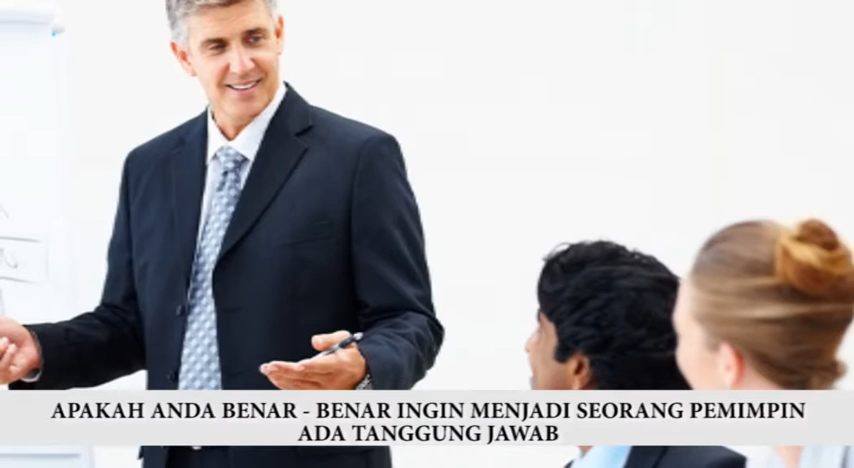 APAKAH ANDA BENAR - BENAR INGIN MENJADI SEORANG PEMIMPIN
ADA TANGGUNG JAWAB